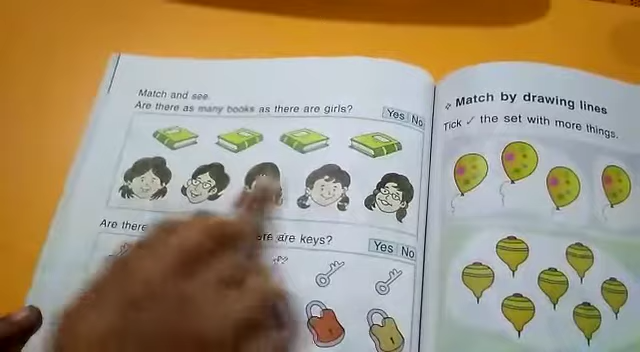 Match and see.
Are there as many books as there are girls?
Yes No
Are there are keys?
Yes No
Match by drawing lines
Tick ✓ the set with more things.